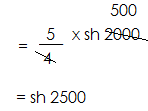 500
= 5/4 x sh 2000
= sh 2500